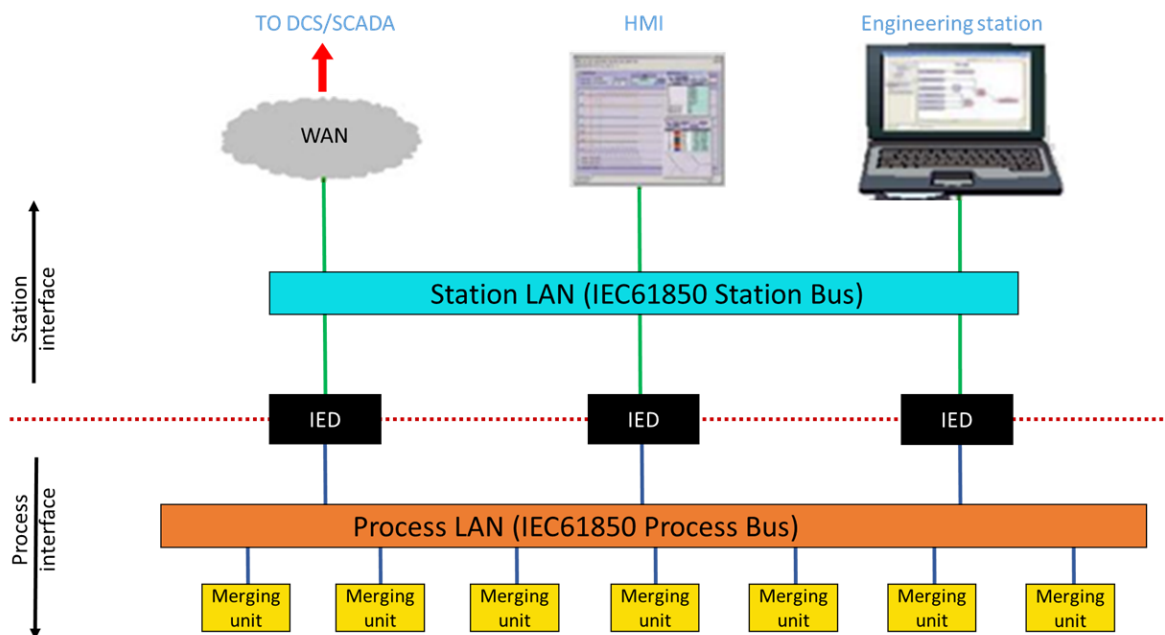 TO DCS/SCADA
HMI
Engineering station
WAN
Station
interface
Station LAN (IEC61850 Station Bus)
IED
IED
IED
Process
interface
Process LAN (IEC61850 Process Bus)
Merging
unit
Merging
unit
Merging
unit
Merging
unit
Merging
unit
Merging
unit
Merging
unit